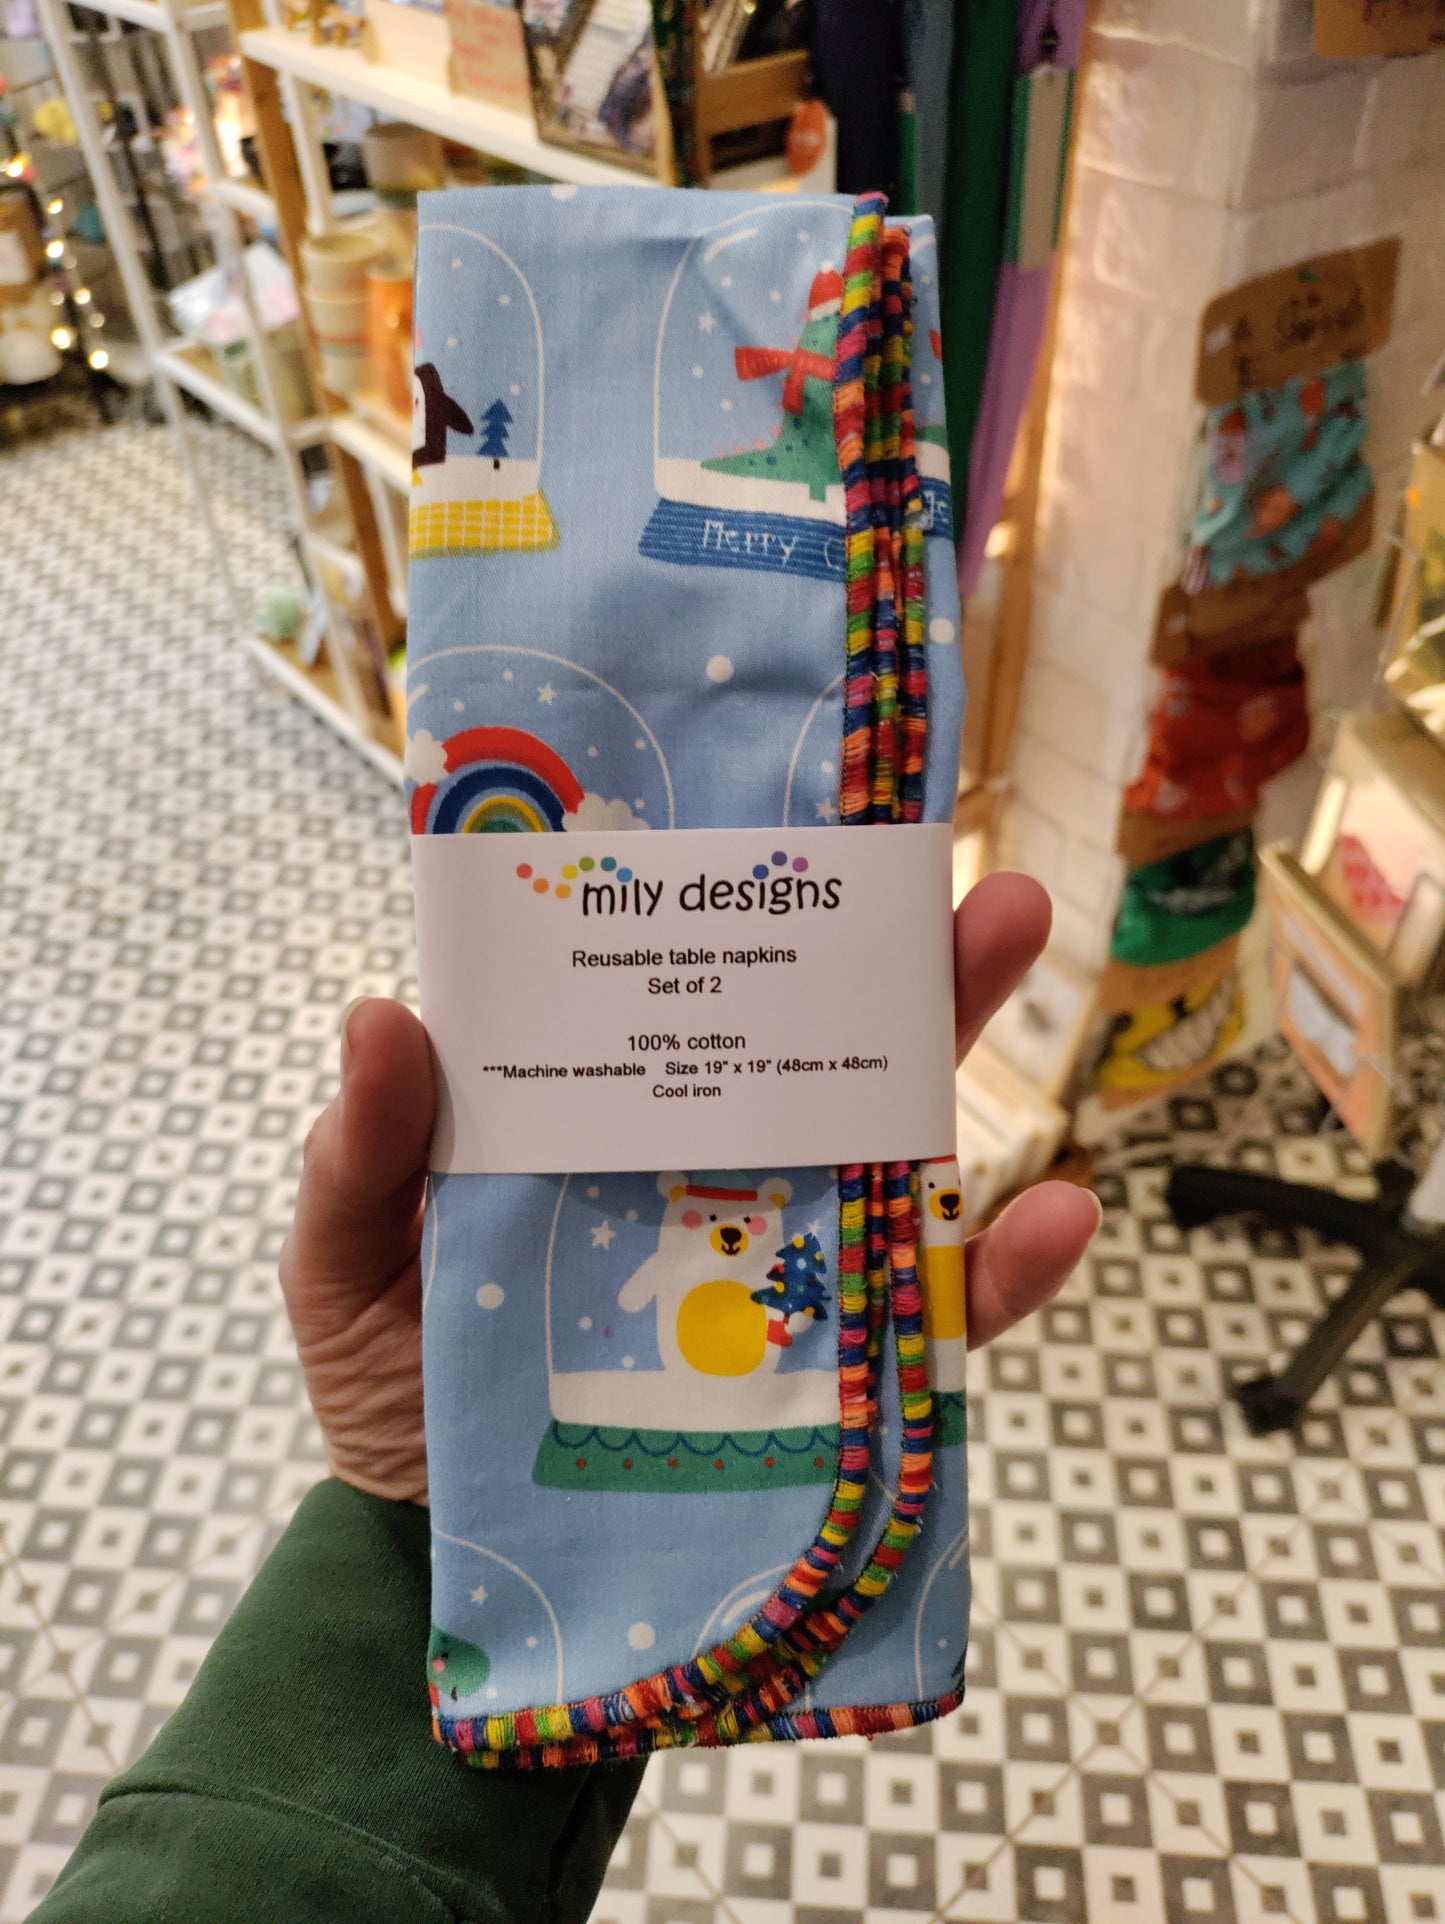 Merry
mily designs
Reusable table napkins
Set of 2
100% cotton
***Machine washable Size 19" x 19" (48cm x 48cm)
Cool iron